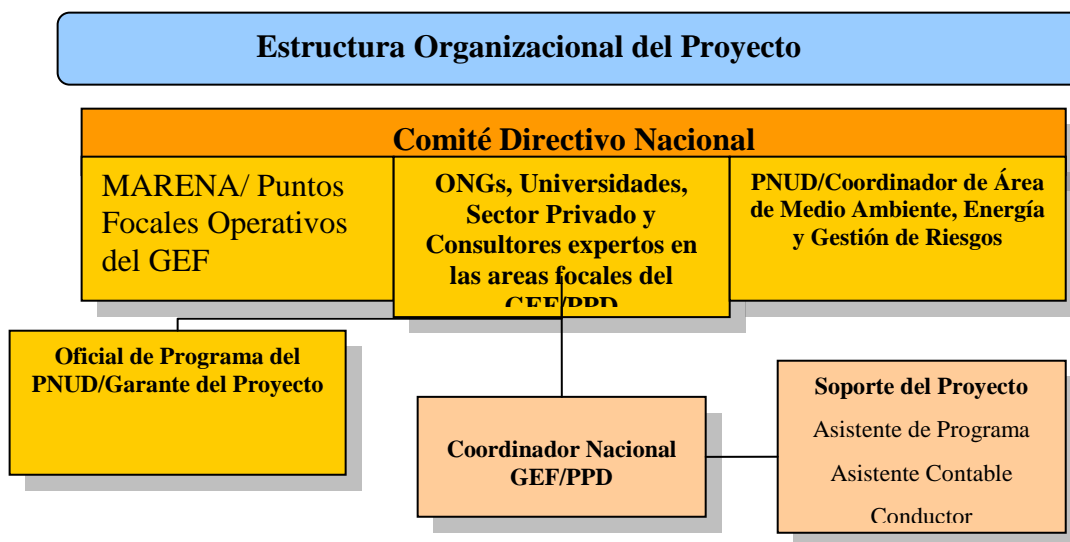 Estructura Organizacional del Proyecto
Comité Directivo Nacional
MARENA/ Puntos
Focales Operativos
del GEF
ONGs, Universidades,
Sector Privado y
Consultores expertos en
las areas focales del
GEF/PPD
PNUD/Coordinador de Área
de Medio Ambiente, Energía
y Gestión de Riesgos
Oficial de Programa del
PNUD/Garante del Proyecto
Coordinador Nacional
GEF/PPD
Soporte del Proyecto
Asistente de Programa
Asistente Contable
Conductor